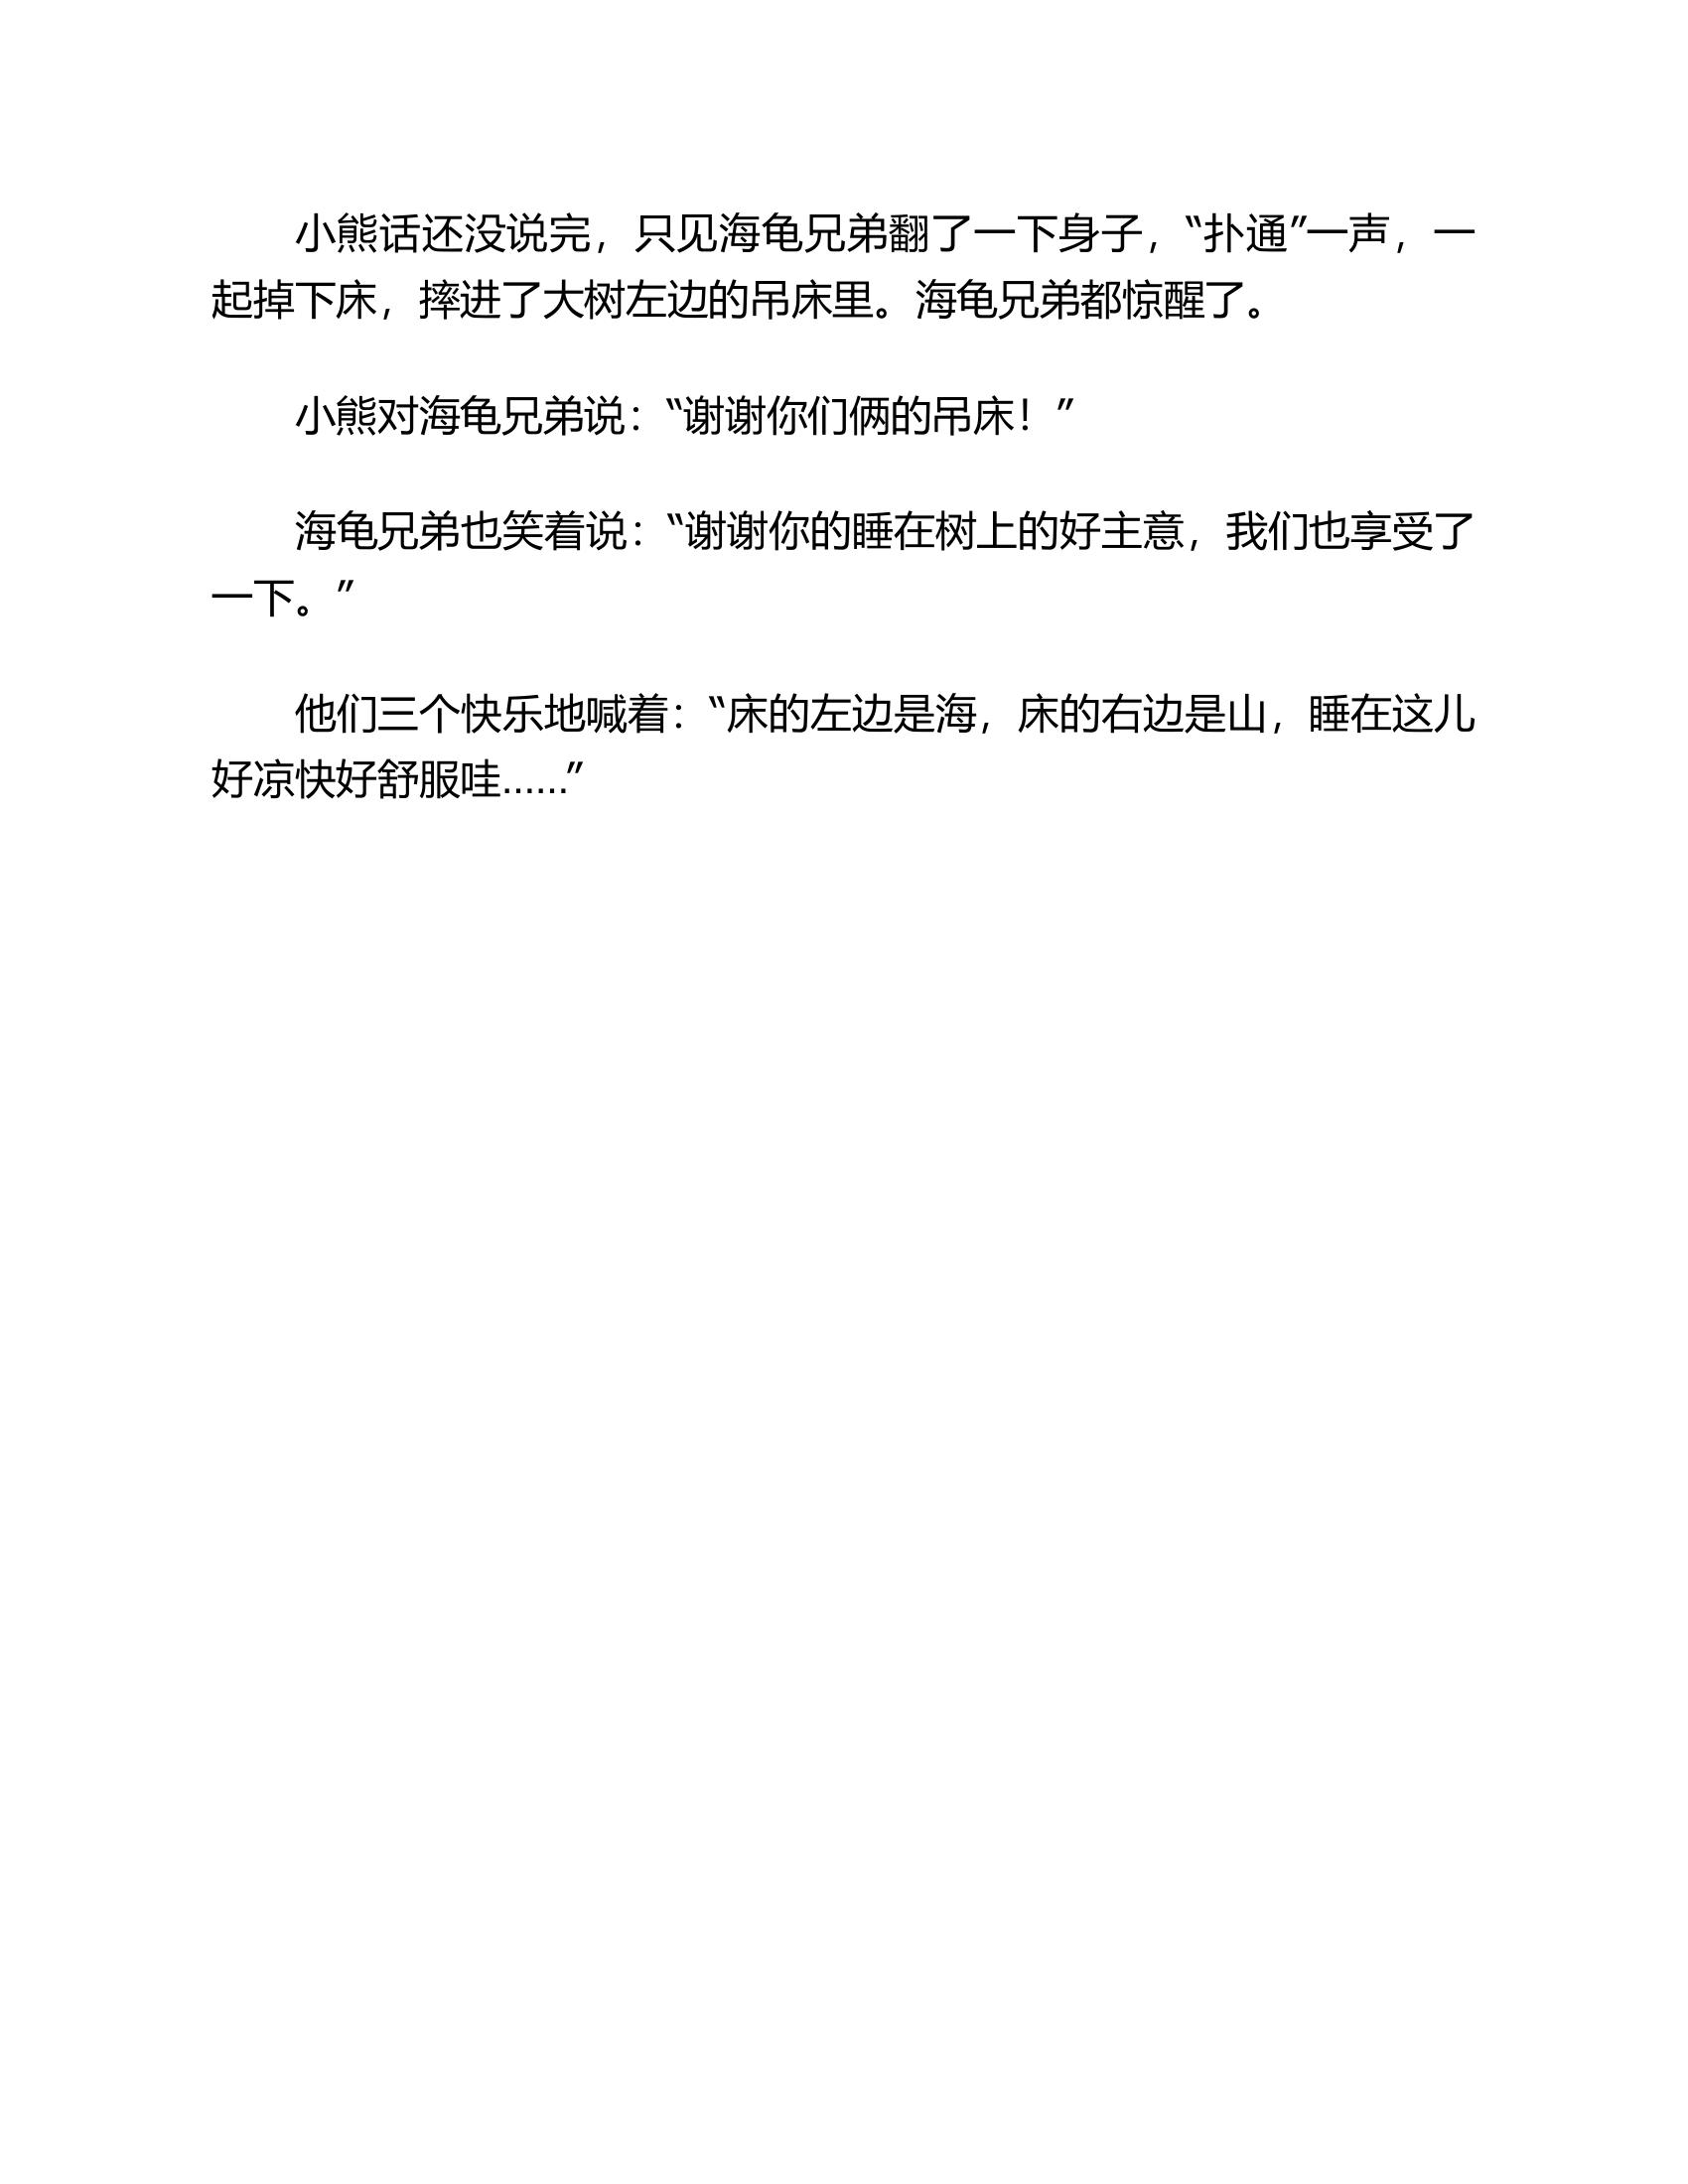 小熊话还没说完，只见海龟兄弟翻了一下身子，“扑通”一声，一
起掉下床，摔进了大树左边的吊床里。海龟兄弟都惊醒了。
小熊对海龟兄弟说：“谢谢你们俩的吊床！”
海龟兄弟也笑着说：“谢谢你的睡在树上的好主意，我们也享受了
一下。”
他们三个快乐地喊着：“床的左边是海，床的右边是山，睡在这儿
好凉快好舒服哇……”